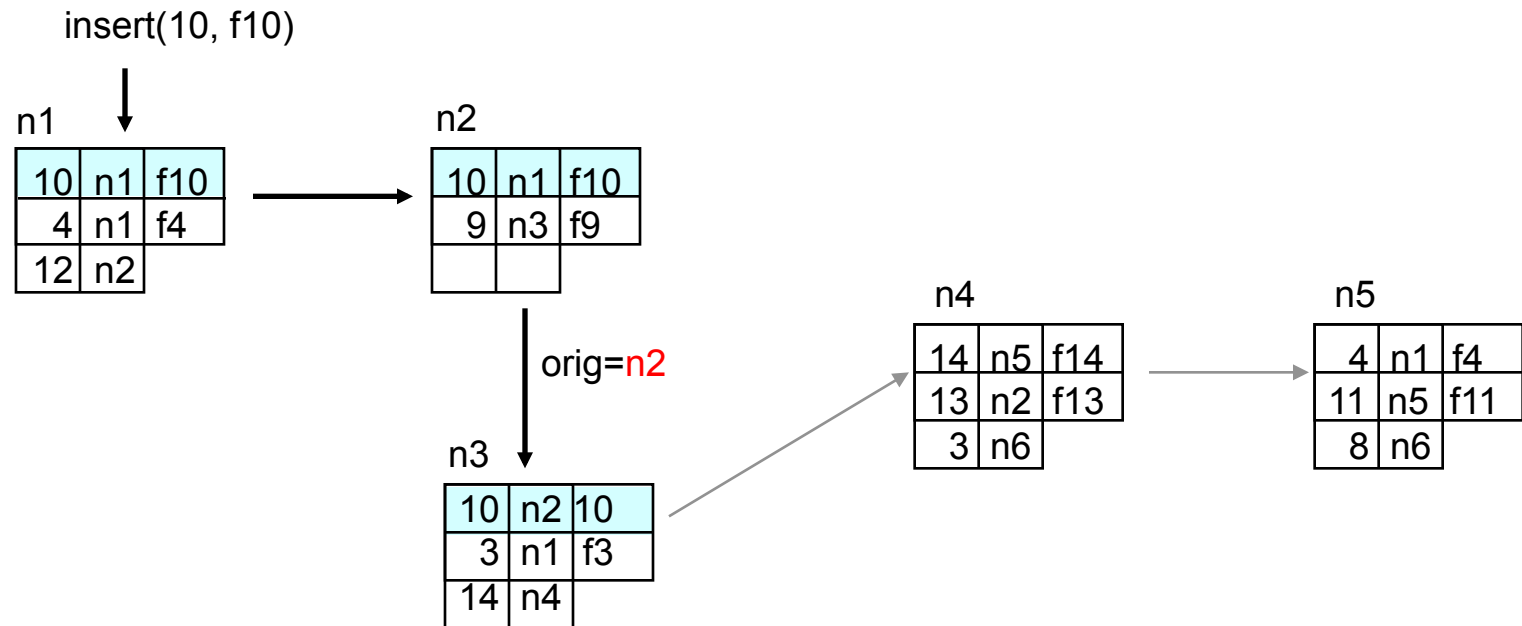 insert(10, f10)
n1
10 n1 f10
4 n1 f4
12 n2
n2
10 n1 f10
9 n3 f9
orig=n2
n3
10 n2 10
3 n1 f3
14 n4
n4
14 n5 f14
13 n2 f13
3 n6
n5
4 n1 f4
11 n5 f11
8 n6